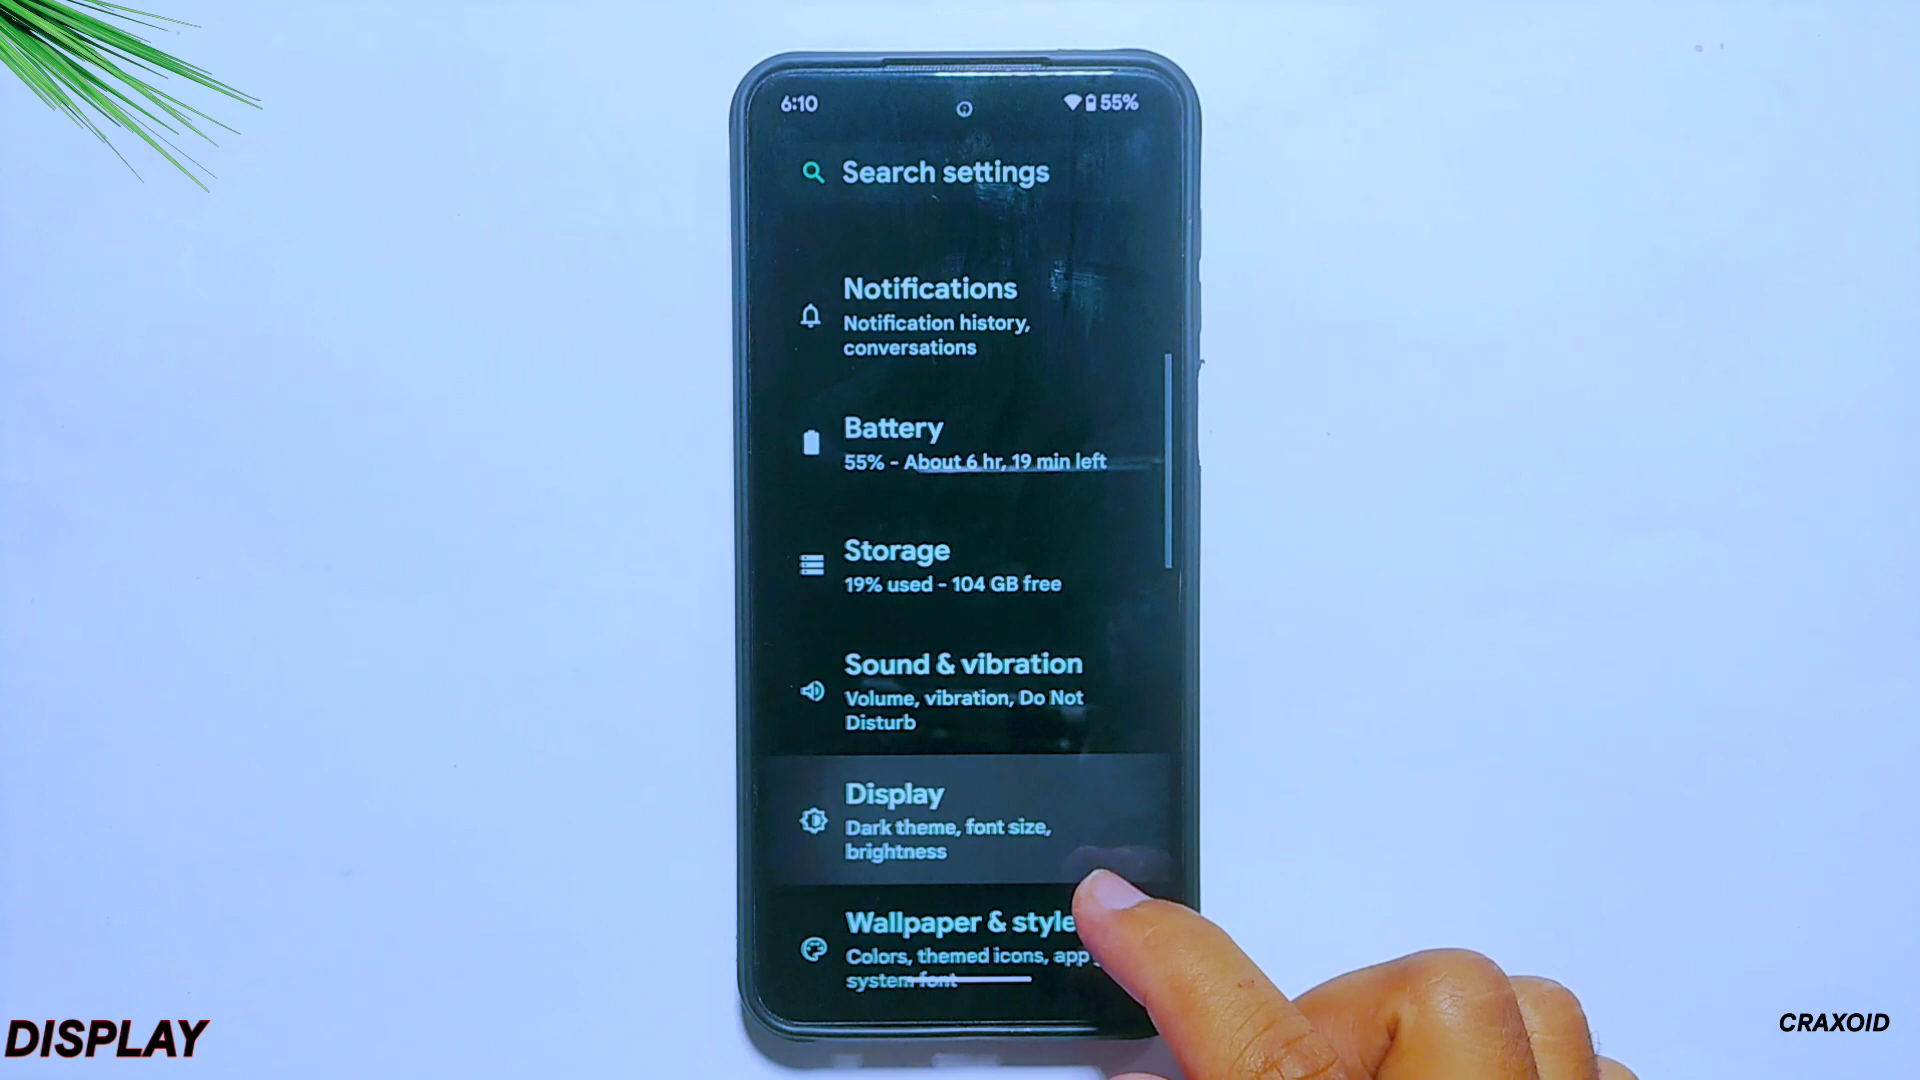 6:10
55%
Search settings
Notifications
Notification history,
conversations
Battery
55% - About 6 hr, 19 min left
Storage
19% used - 104 GB free
Sound & vibration
Volume, vibration, Do Not
Disturb
Display
Dark theme, font size,
brightness
Wallpaper & style
Colors, themed icons, app
system font
DISPLAY
CRAXOID